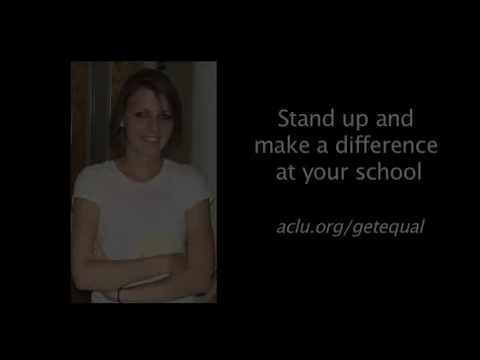 Stand up and
make a difference
at your school
aclu.org/getequal